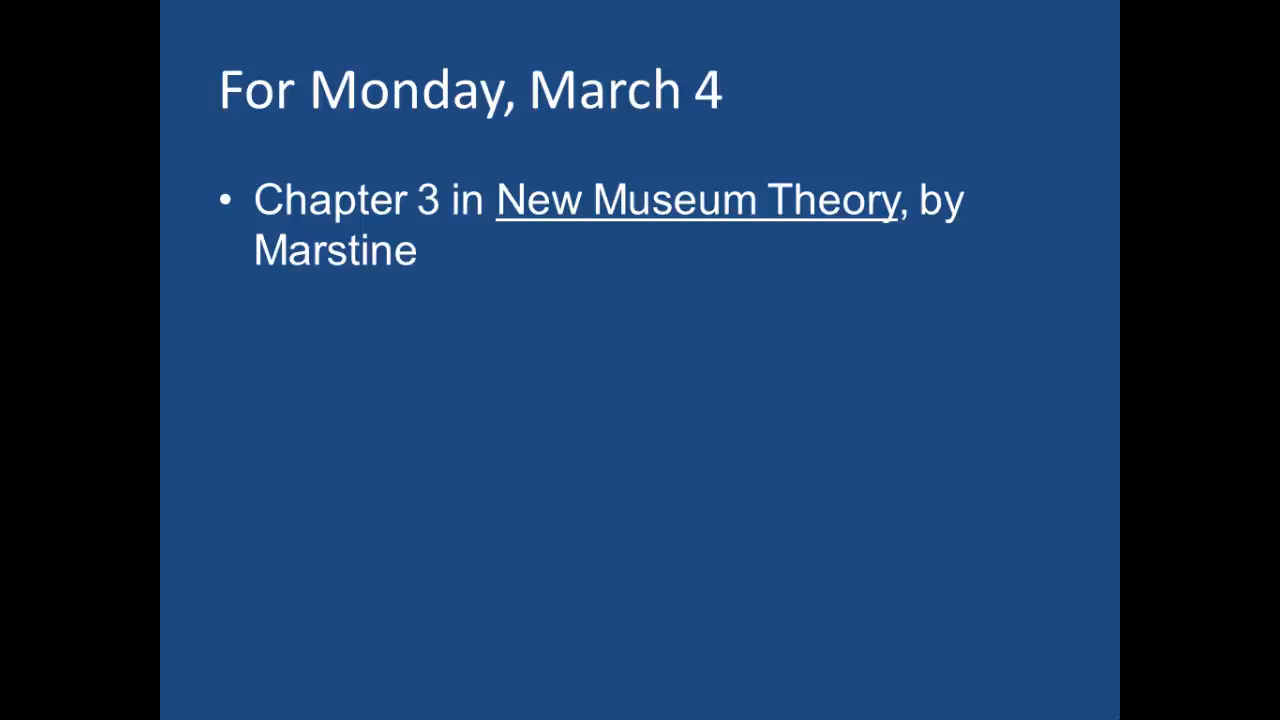 For Monday, March 4
• Chapter 3 in New Museum Theory, by
Marstine